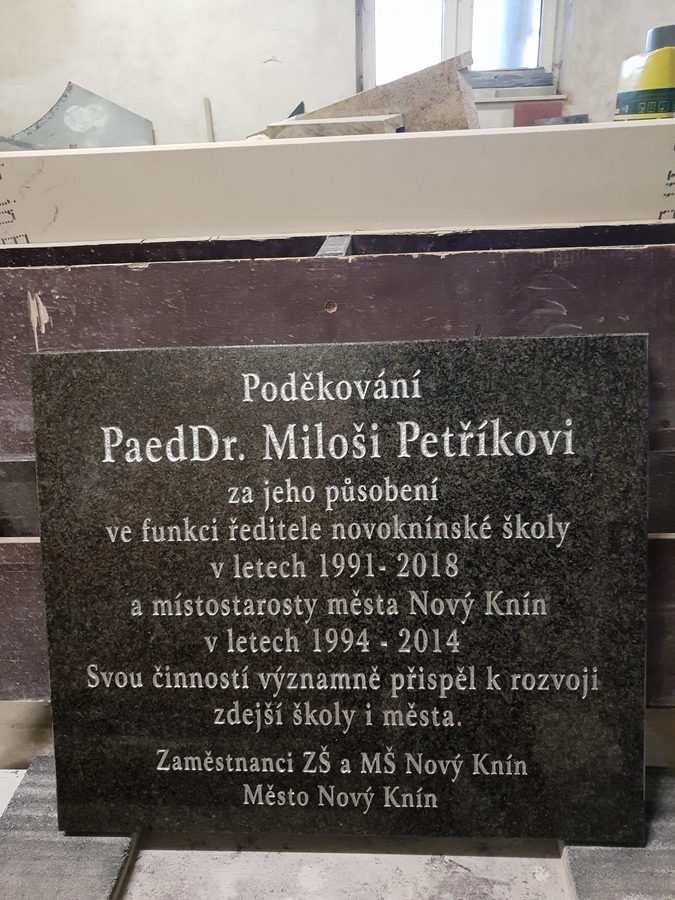 Poděkování
PaedDr. Miloši Petříkovi
za jeho působení
ve funkci ředitele novoknínské školy
v letech 1991- 2018
a místostarosty města Nový Knín
v letech 1994 - 2014
Svou činností významně přispěl k rozvoji
zdejší školy i města.
Zaměstnanci ZŠ a MŠ Nový Knín
Město Nový Knín